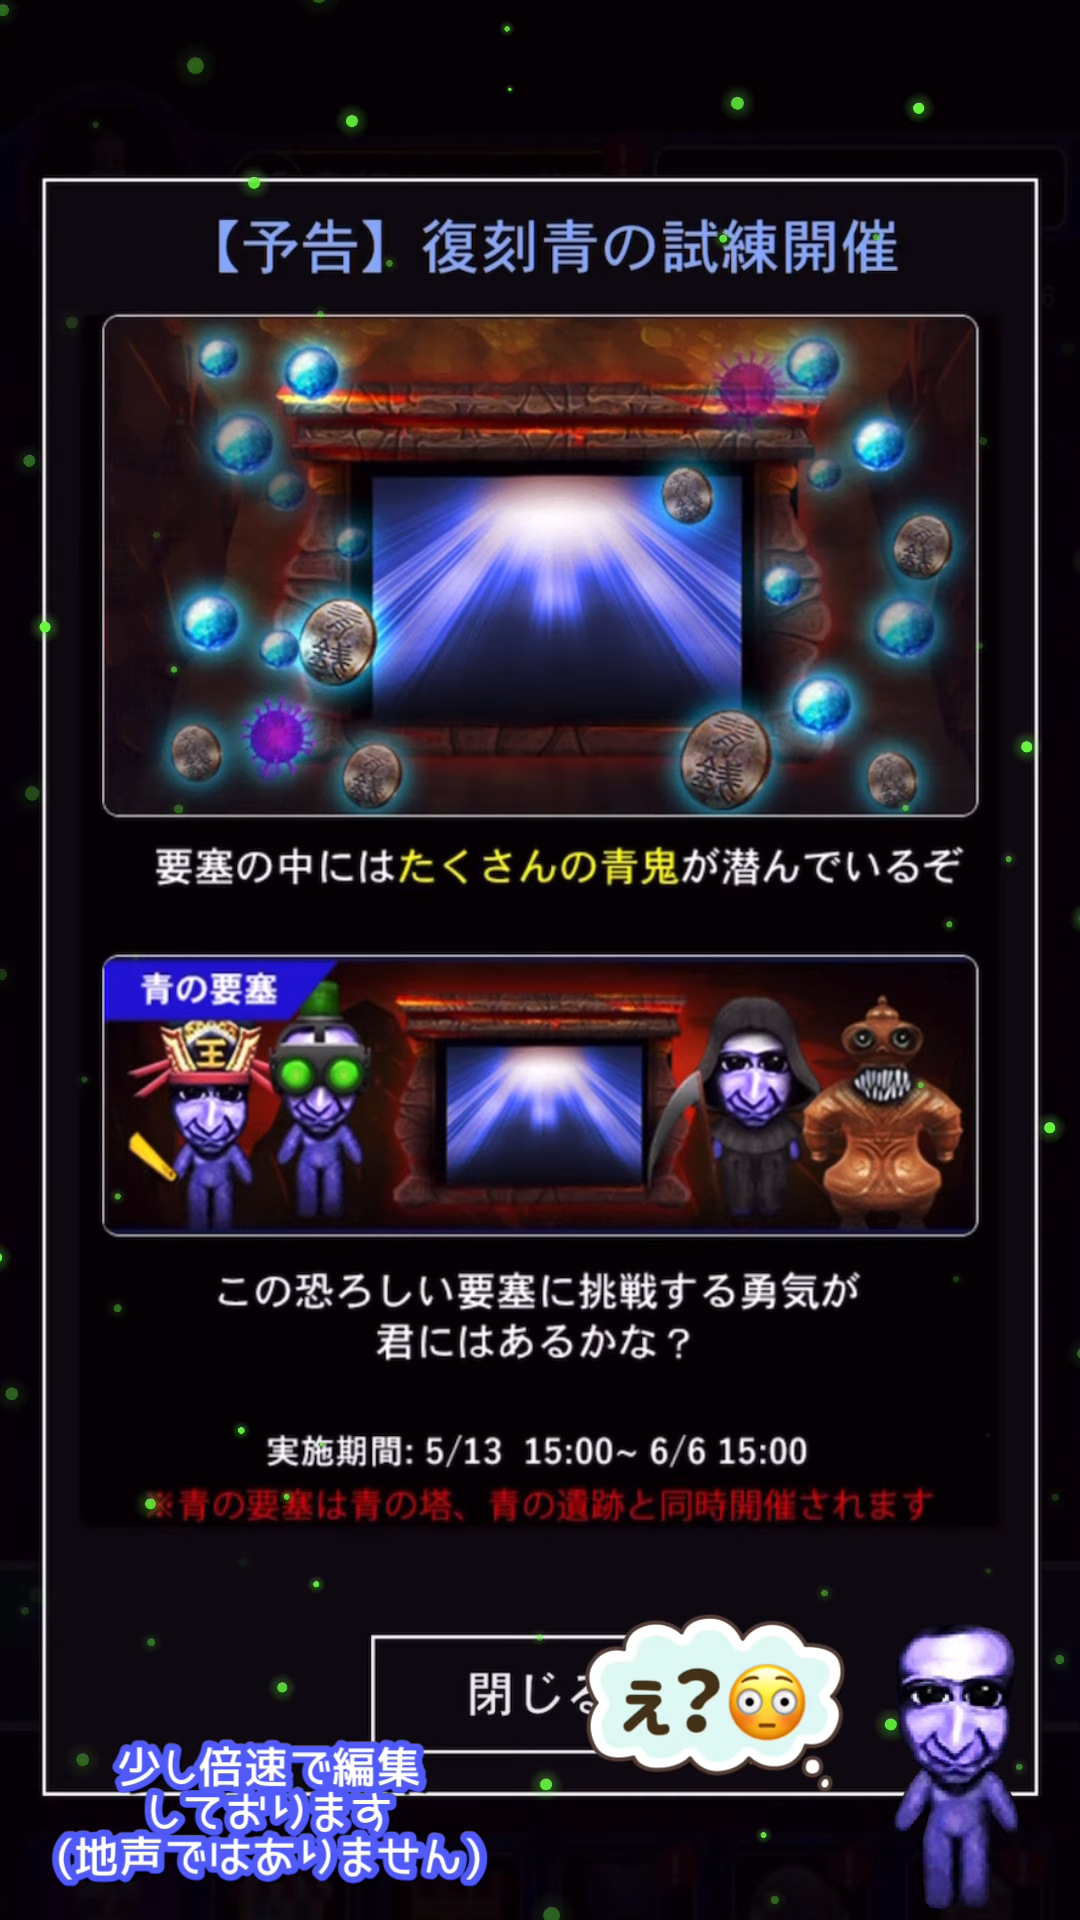 【予告】復刻青の試練開催
要塞の中にはたくさんの青鬼が潜んでいるぞ
青の要塞
王
この恐ろしい要塞に挑戦する勇気が
君にはあるかな？
実施期間: 5/13 15:00~ 6/6 15:00
※青の要塞は青の塔、青の遺跡と同時開催されます
閉じる
え?😳
少し倍速で編集
しております
(地声ではありません)